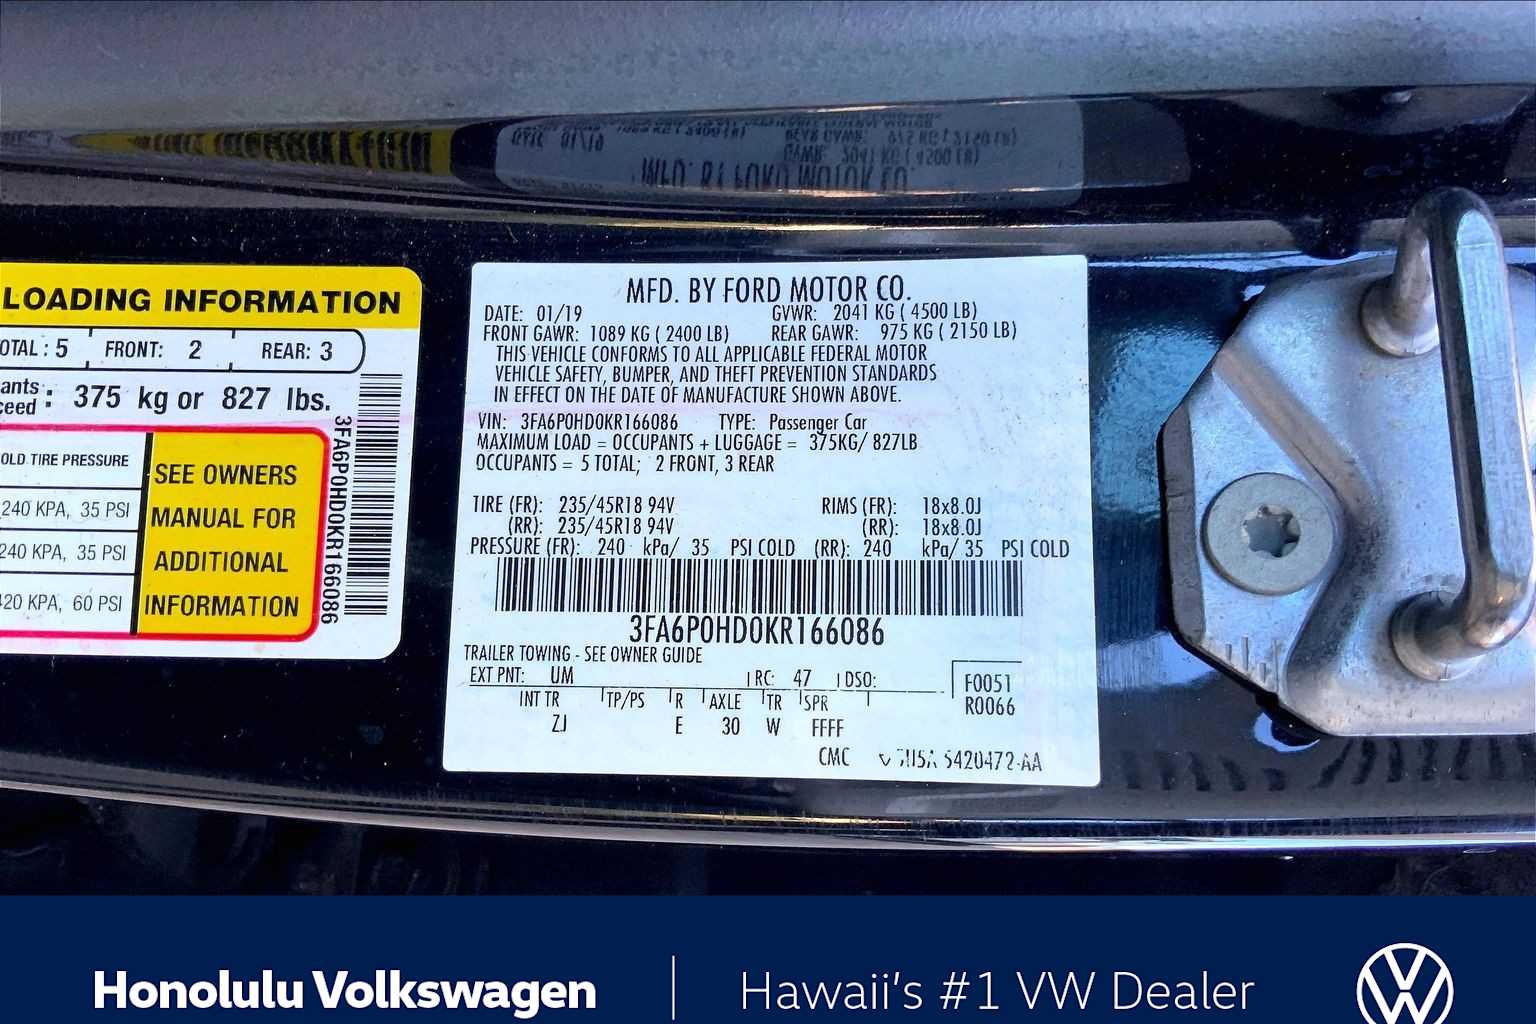 LOADING INFORMATION
OTAL : 5 FRONT: 2 REAR: 3
ants
ceed : 375 kg or 827 lbs.
OLD TIRE PRESSURE
240 KPA, 35 PSI
240 KPA, 35 PSI
420 KPA, 60 PSI
SEE OWNERS
MANUAL FOR
ADDITIONAL
INFORMATION
3FA6P0HD0KR166086
MFD. BY FORD MOTOR CO.
DATE: 01/19 GVWR: 2041 KG ( 4500 LB)
FRONT GAWR: 1089 KG ( 2400 LB) REAR GAWR: 975 KG ( 2150 LB)
THIS VEHICLE CONFORMS TO ALL APPLICABLE FEDERAL MOTOR
VEHICLE SAFETY, BUMPER, AND THEFT PREVENTION STANDARDS
IN EFFECT ON THE DATE OF MANUFACTURE SHOWN ABOVE.
VIN: 3FA6P0HD0KR166086 TYPE: Passenger Car
MAXIMUM LOAD = OCCUPANTS + LUGGAGE = 375KG/ 827LB
OCCUPANTS = 5 TOTAL; 2 FRONT, 3 REAR
TIRE (FR): 235/45R18 94V RIMS (FR): 18x8.0J
(RR): 235/45R18 94V (RR): 18x8.0J
PRESSURE (FR): 240 kPa/ 35 PSI COLD (RR): 240 kPa/ 35 PSI COLD
3FA6P0HD0KR166086
TRAILER TOWING - SEE OWNER GUIDE
EXT PNT: UM RC: 47 DSO:
F0051
R0066
INT TR TP/PS R AXLE TR SPR
ZJ E 30 W FFFF
CMC
Honolulu Volkswagen
Hawaii's #1 VW Dealer